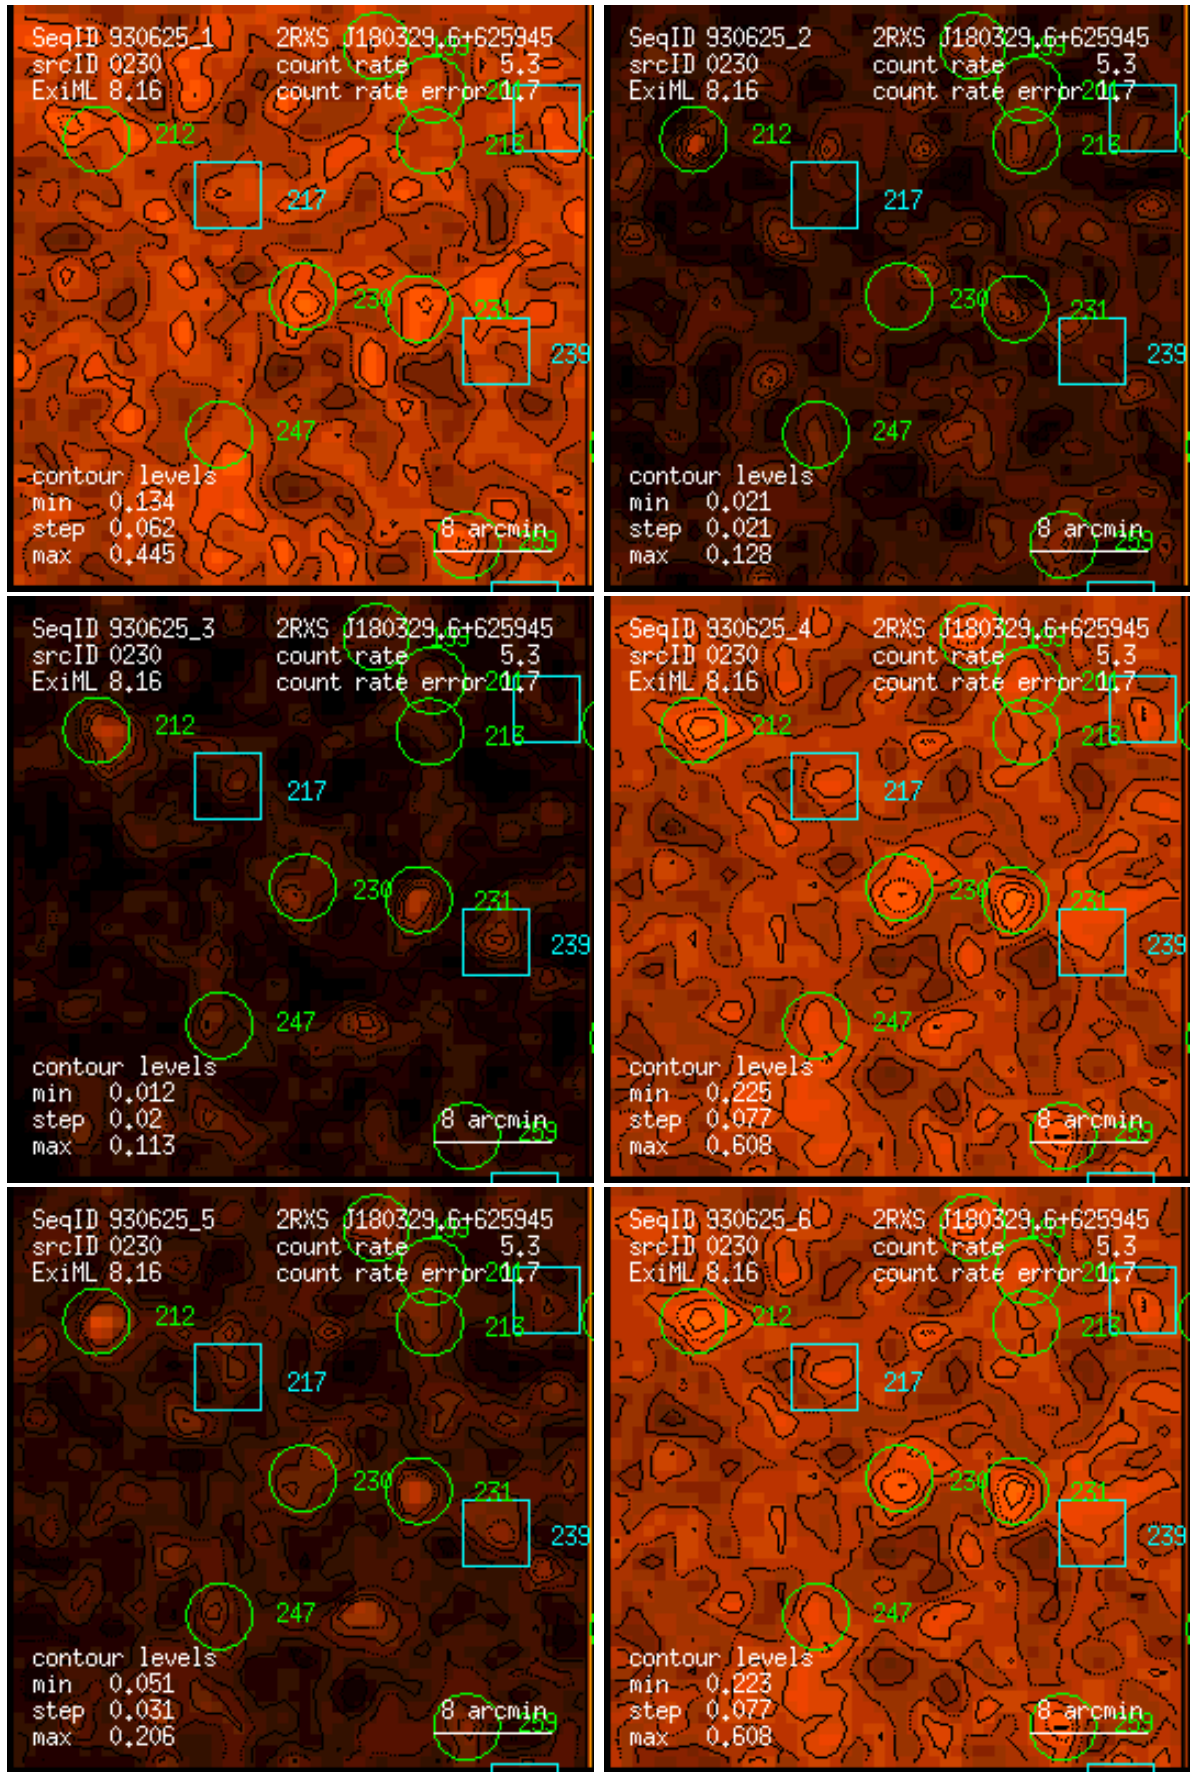 SeqID 930625_1 2RXS J180329.6+625945
srcID 0230 count rate 5.3
ExiML 8.16 count rate error 1.7
212
213
217
230
231
239
247
contour levels
min 0.134
step 0.062
max 0.445
8 arcmin
259
SeqID 930625_2 2RXS J180329.6+625945
srcID 0230 count rate 5.3
ExiML 8.16 count rate error 1.7
212
213
217
230
231
239
247
contour levels
min 0.021
step 0.021
max 0.128
8 arcmin
259
SeqID 930625_3 2RXS J180329.6+625945
srcID 0230 count rate 5.3
ExiML 8.16 count rate error 1.7
212
213
217
230
231
239
247
contour levels
min 0.012
step 0.02
max 0.113
8 arcmin
259
SeqID 930625_4 2RXS J180329.6+625945
srcID 0230 count rate 5.3
ExiML 8.16 count rate error 1.7
212
213
217
230
231
239
247
contour levels
min 0.225
step 0.077
max 0.608
8 arcmin
259
SeqID 930625_5 2RXS J180329.6+625945
srcID 0230 count rate 5.3
ExiML 8.16 count rate error 1.7
212
213
217
230
231
239
247
contour levels
min 0.051
step 0.031
max 0.206
8 arcmin
259
SeqID 930625_6 2RXS J180329.6+625945
srcID 0230 count rate 5.3
ExiML 8.16 count rate error 1.7
212
213
217
230
231
239
247
contour levels
min 0.223
step 0.077
max 0.608
8 arcmin
259